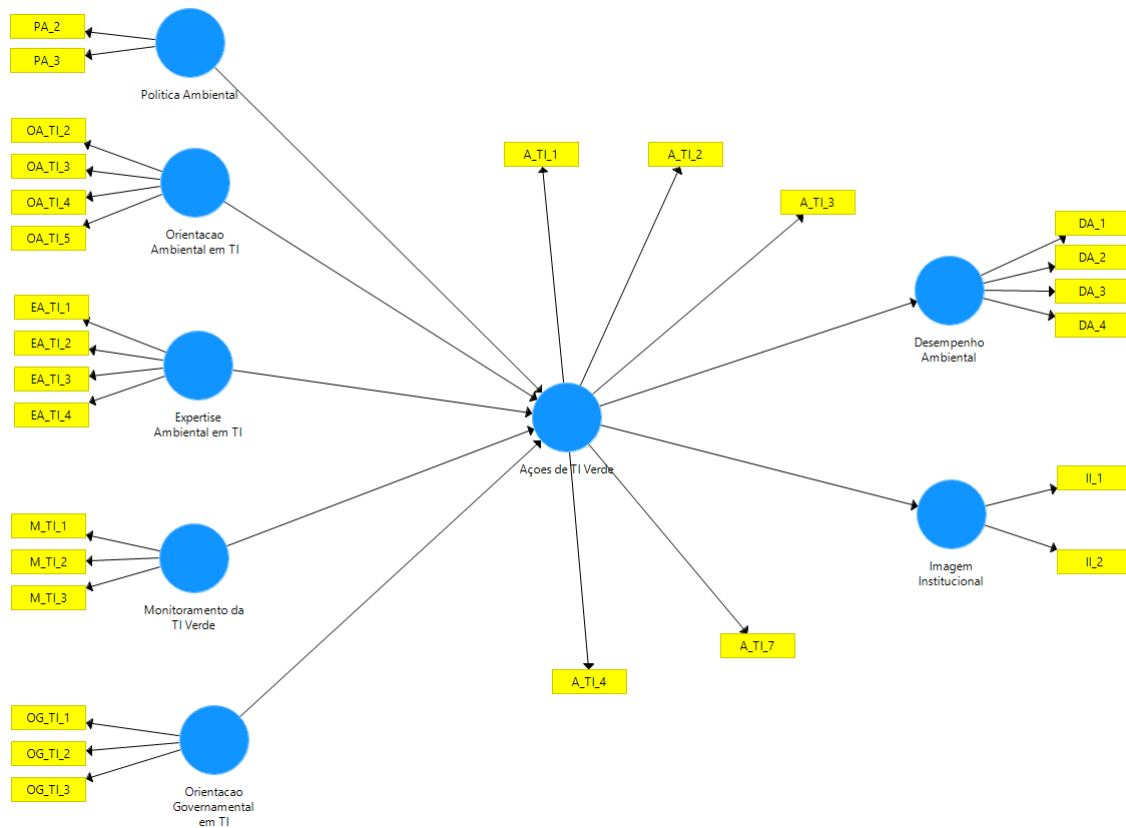 PA_2
PA_3
Politica Ambiental
OA_TI_2
OA_TI_3
OA_TI_4
OA_TI_5
Orientacao
Ambiental em TI
EA_TI_1
EA_TI_2
EA_TI_3
EA_TI_4
Expertise
Ambiental em TI
M_TI_1
M_TI_2
M_TI_3
Monitoramento da
TI Verde
OG_TI_1
OG_TI_2
OG_TI_3
Orientacao
Governamental
em TI
A_TI_1
A_TI_2
A_TI_3
Açoes de TI Verde
A_TI_7
A_TI_4
DA_1
DA_2
DA_3
DA_4
Desempenho
Ambiental
II_1
II_2
Imagem
Institucional